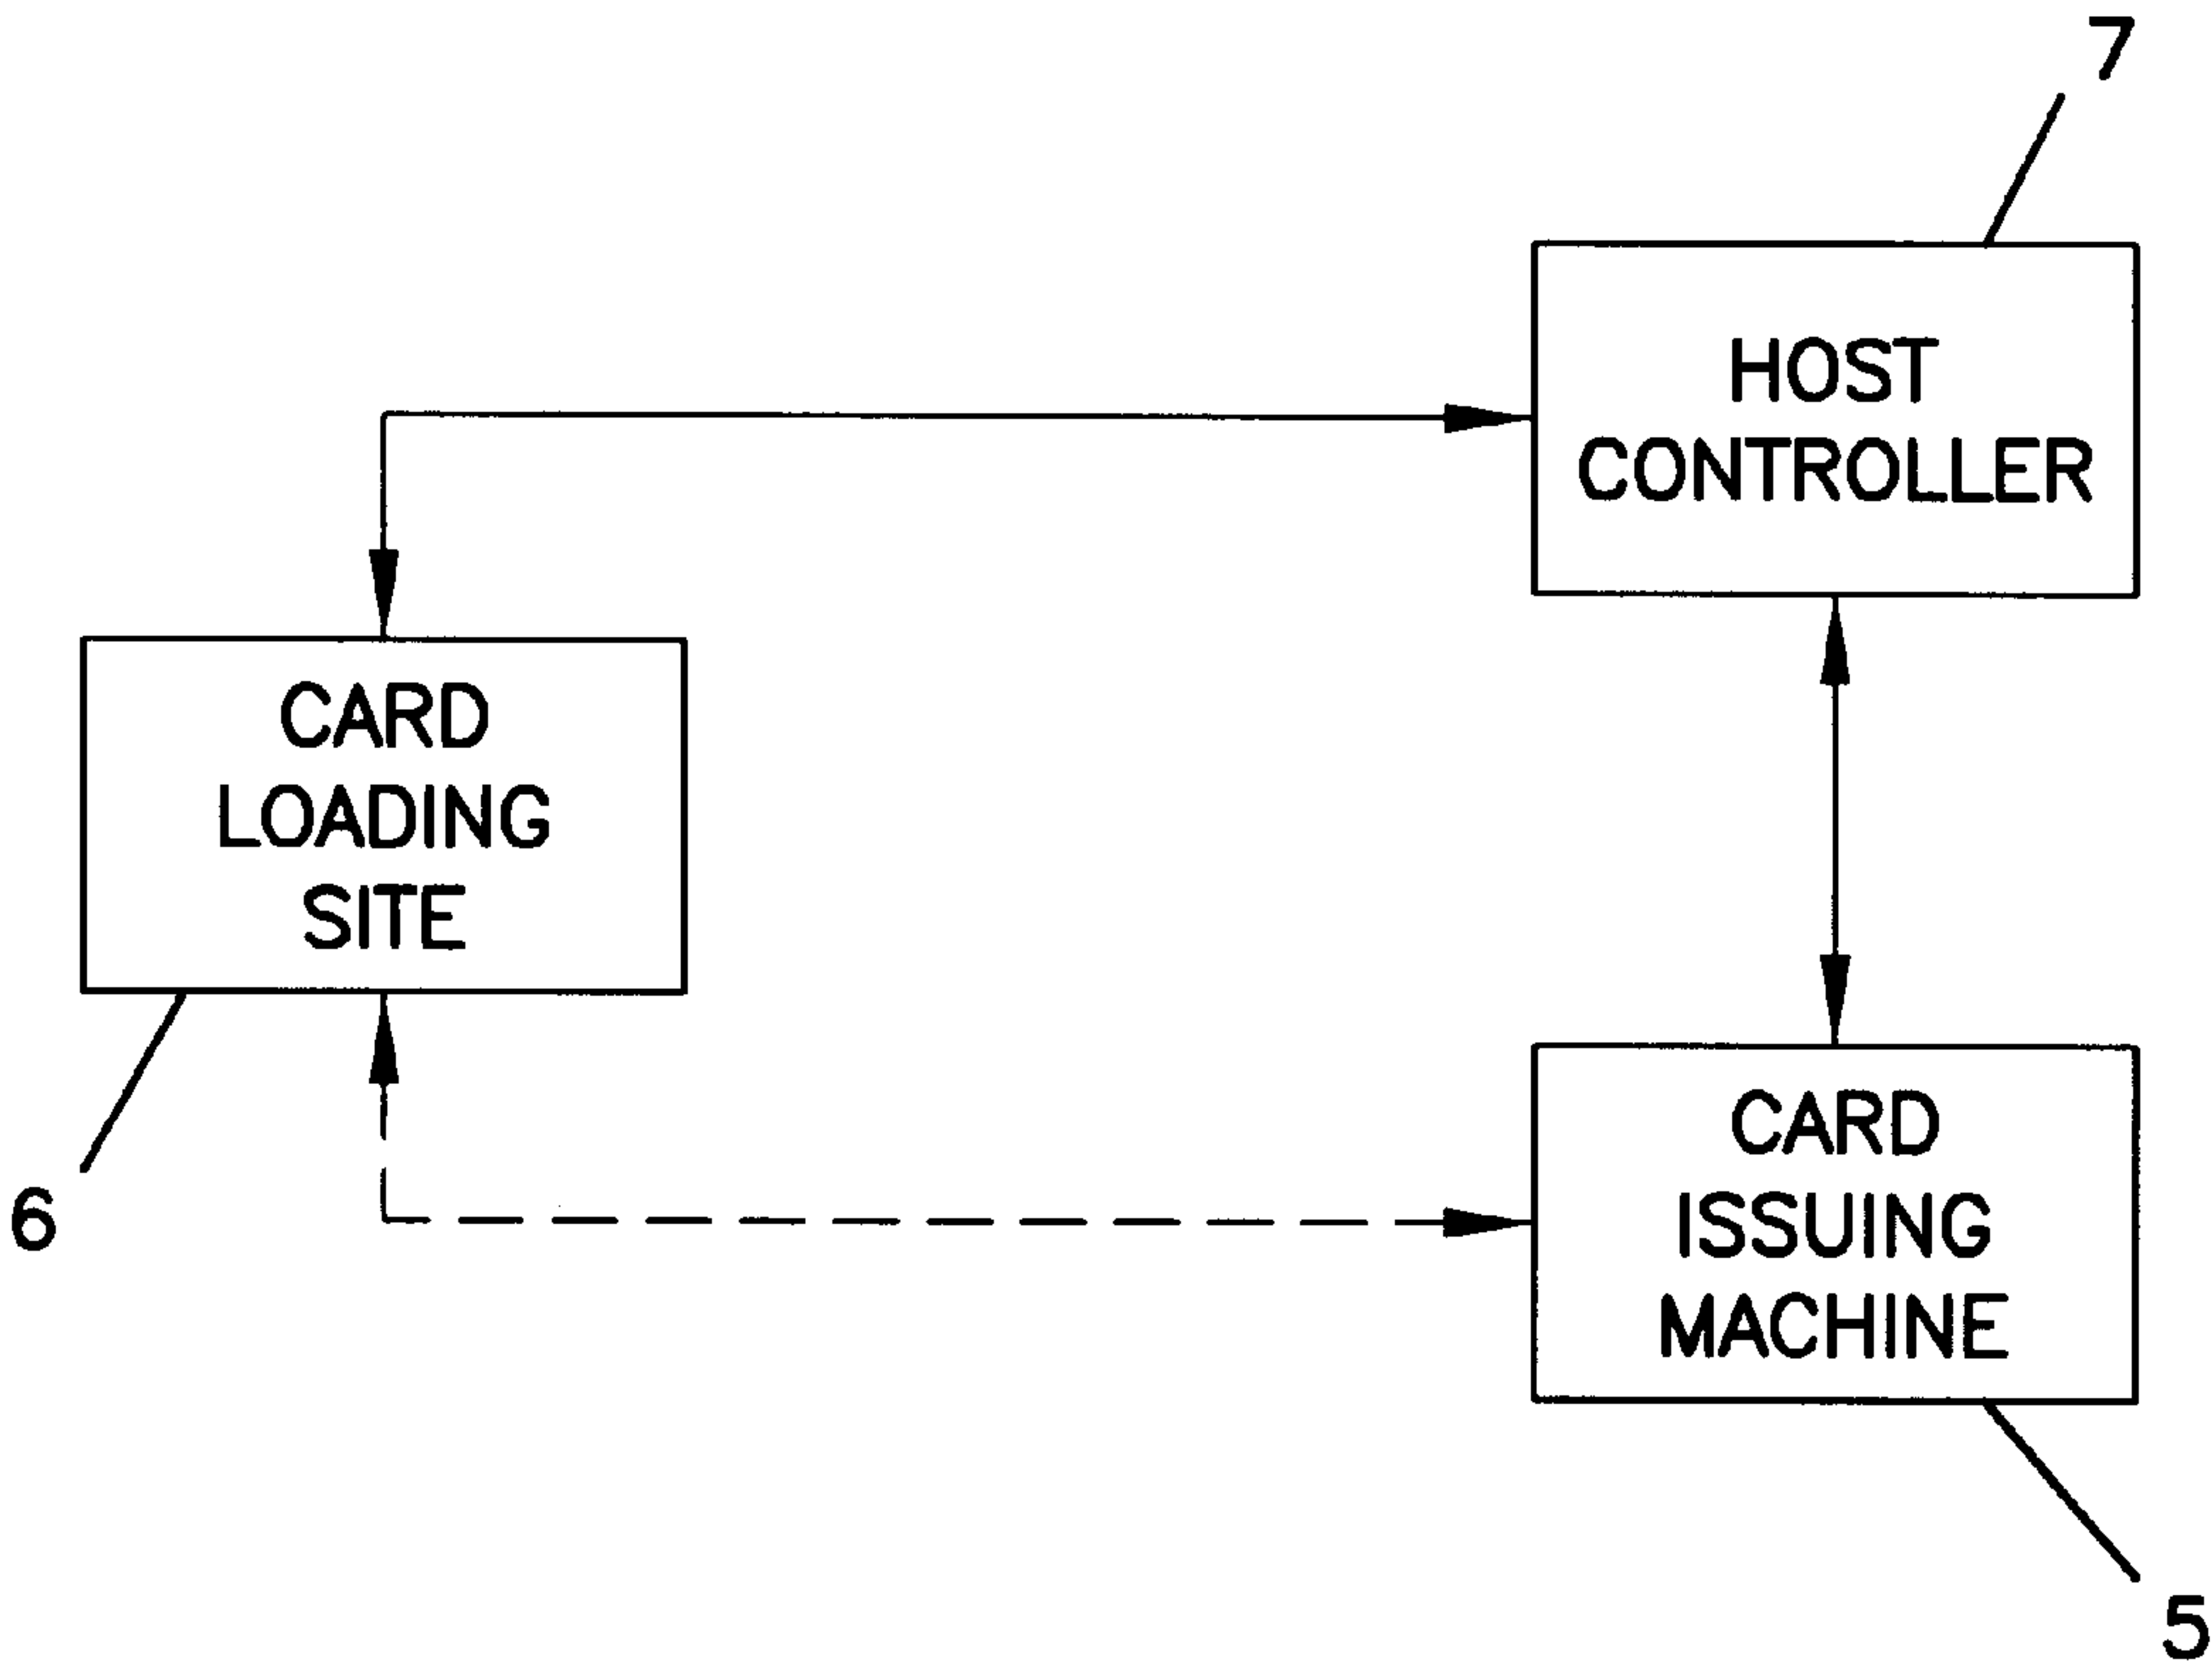 7
HOST
CONTROLLER
CARD
LOADING
SITE
6
CARD
ISSUING
MACHINE
5